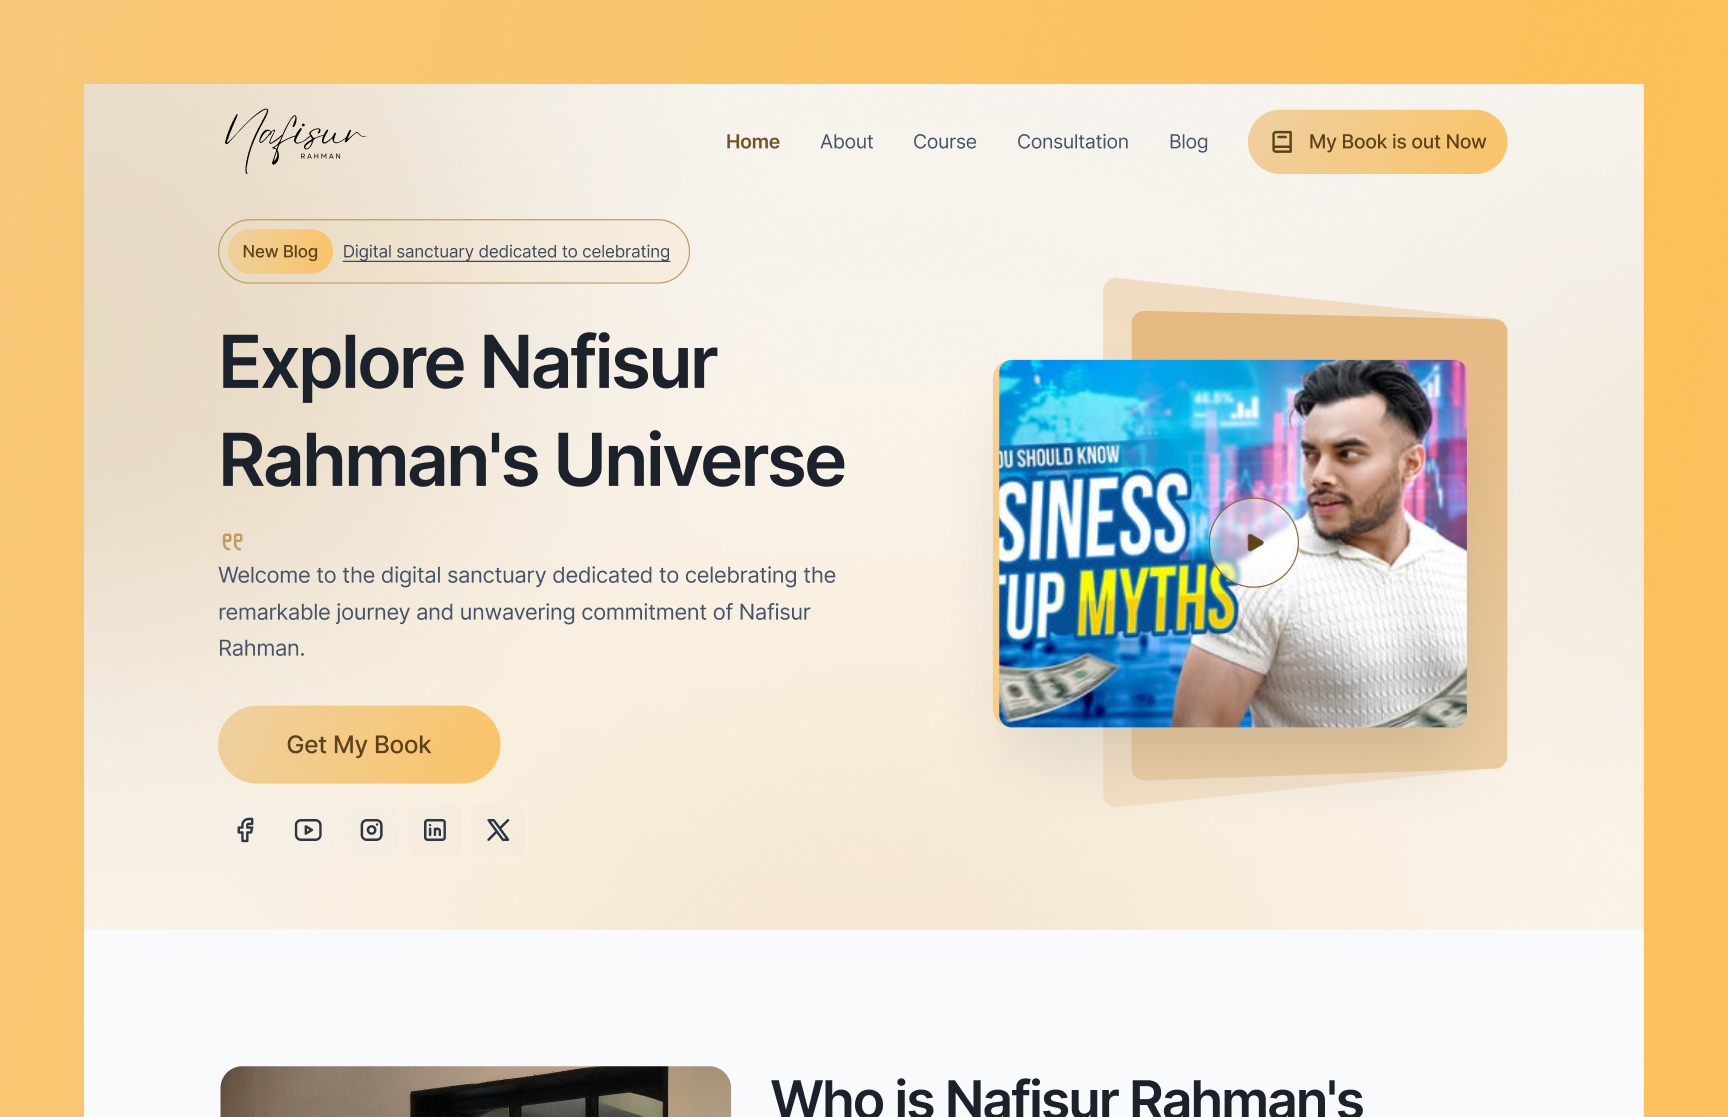 Nafisur
RAHMAN
Home
About
Course
Consultation
Blog
My Book is out Now
New Blog
Digital sanctuary dedicated to celebrating
Explore Nafisur
Rahman's Universe
Welcome to the digital sanctuary dedicated to celebrating the
remarkable journey and unwavering commitment of Nafisur
Rahman.
Get My Book
OU SHOULD KNOW
SINESS
TUP MYTHS
Who is Nafisur Rahman's